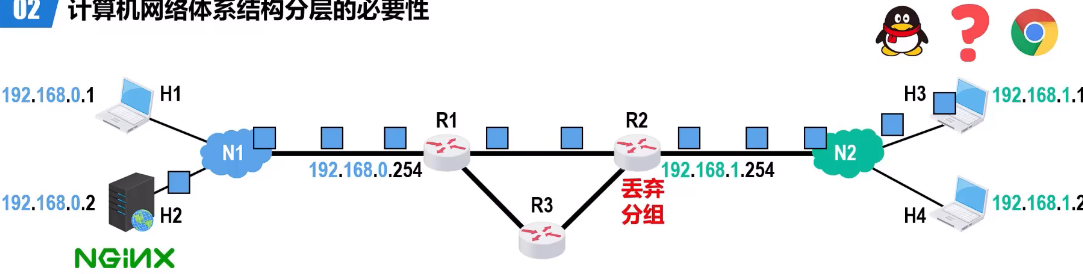 02 计算机网络体系结构分层的必要性
?
192.168.0.1 H1
H3 192.168.1.1
R1
R2
N1
N2
192.168.0.254
192.168.1.254
丢弃
分组
192.168.0.2 H2
R3
H4 192.168.1.2
NGiNX